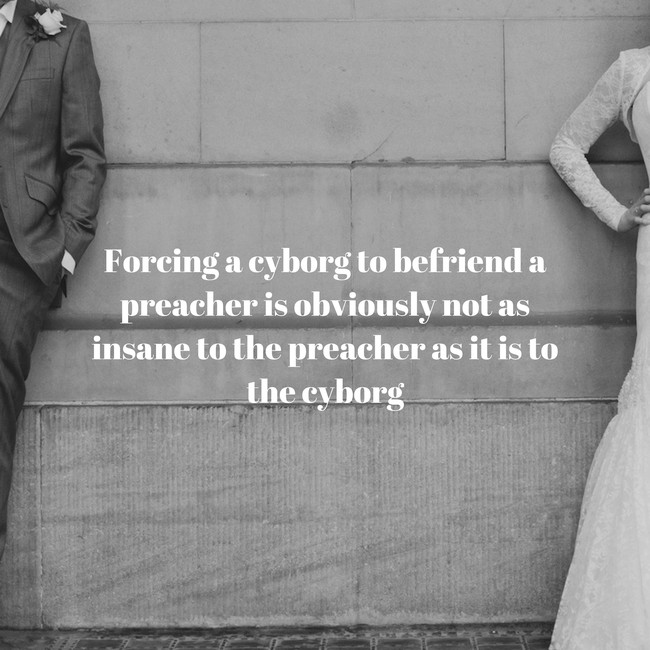 Forcing a cyborg to befriend a
preacher is obviously not as
insane to the preacher as it is to
the cyborg